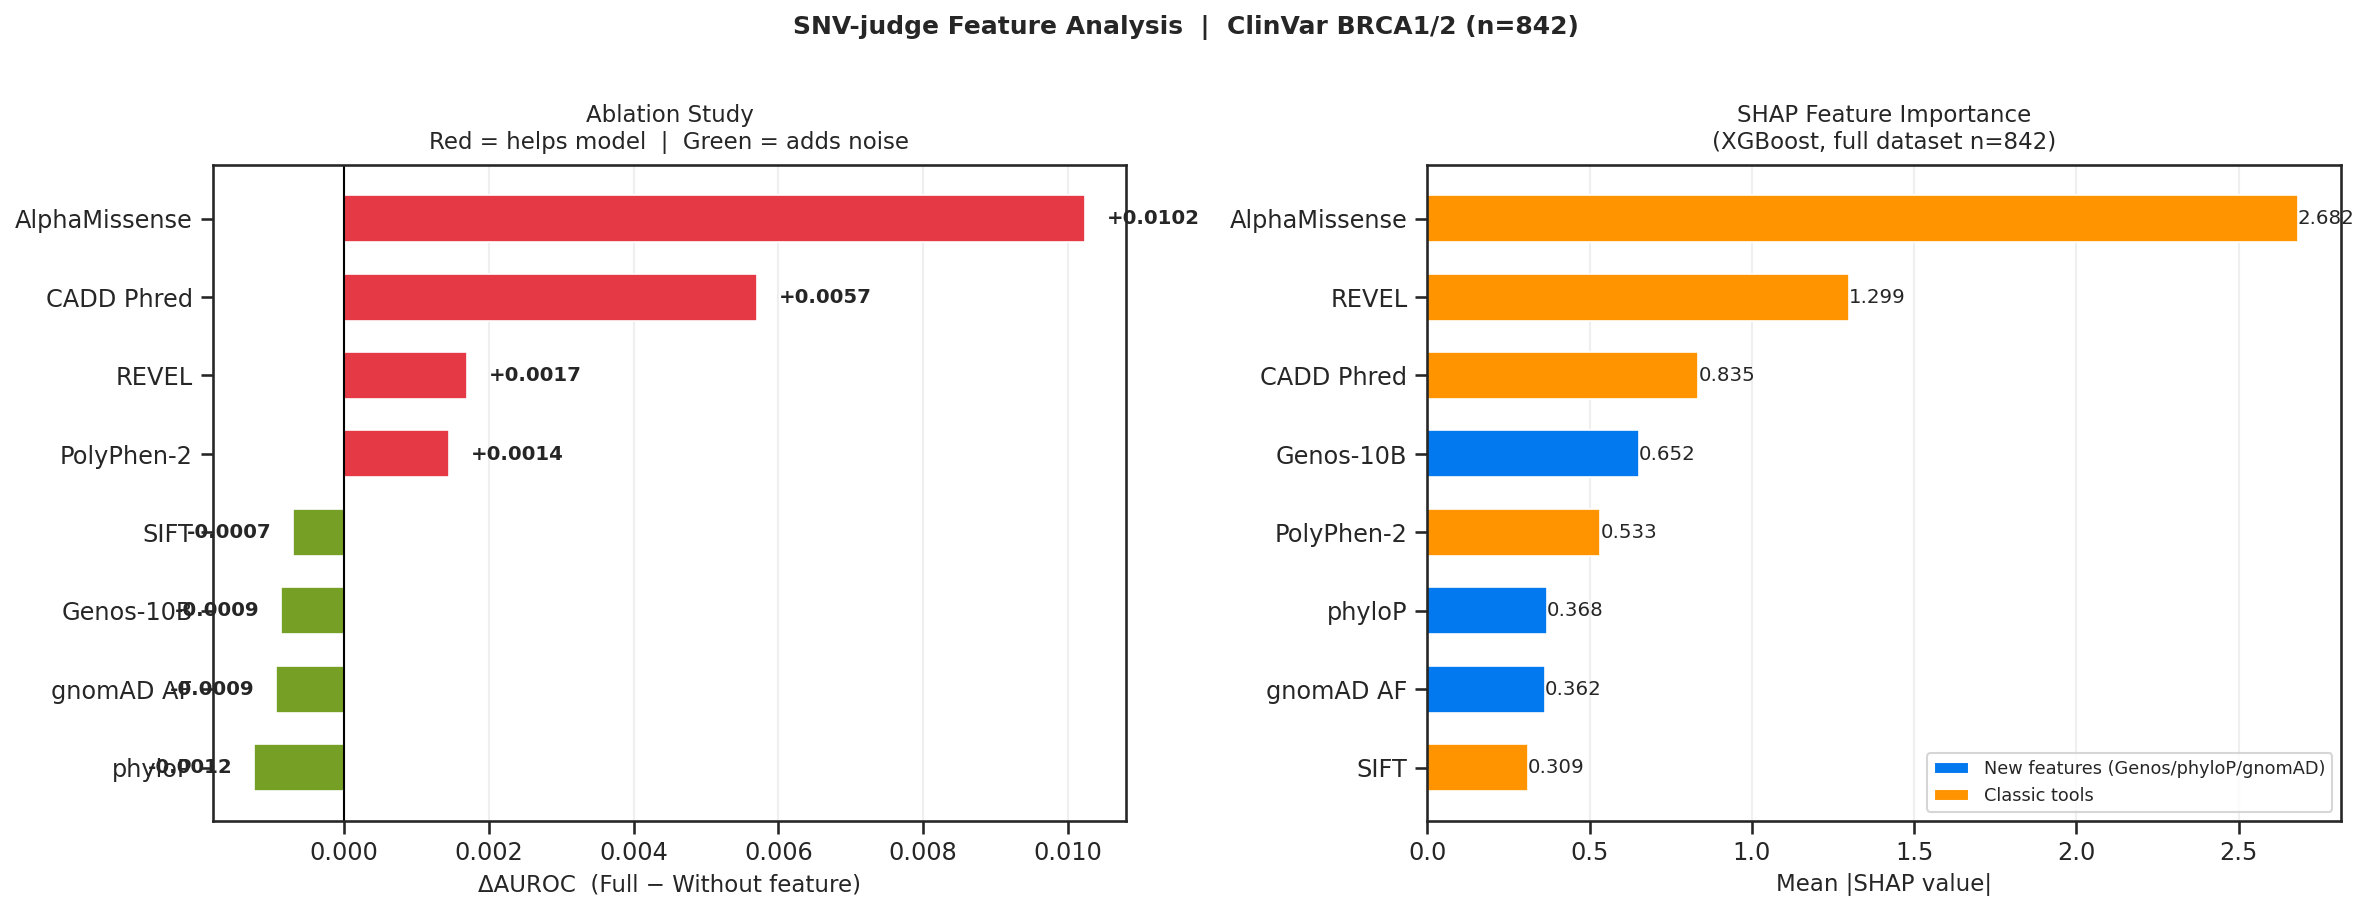 SNV-judge Feature Analysis | ClinVar BRCA1/2 (n=842)
Ablation Study
Red = helps model | Green = adds noise
AlphaMissense +0.0102
CADD Phred +0.0057
REVEL +0.0017
PolyPhen-2 +0.0014
SIFT -0.0007
Genos-10B -0.0009
gnomAD AF -0.0009
phyloP -0.0012
0.000 0.002 0.004 0.006 0.008 0.010
ΔAUROC (Full − Without feature)
SHAP Feature Importance
(XGBoost, full dataset n=842)
AlphaMissense 2.682
REVEL 1.299
CADD Phred 0.835
Genos-10B 0.652
PolyPhen-2 0.533
phyloP 0.368
gnomAD AF 0.362
SIFT 0.309
New features (Genos/phyloP/gnomAD)
Classic tools
0.0 0.5 1.0 1.5 2.0 2.5
Mean |SHAP value|